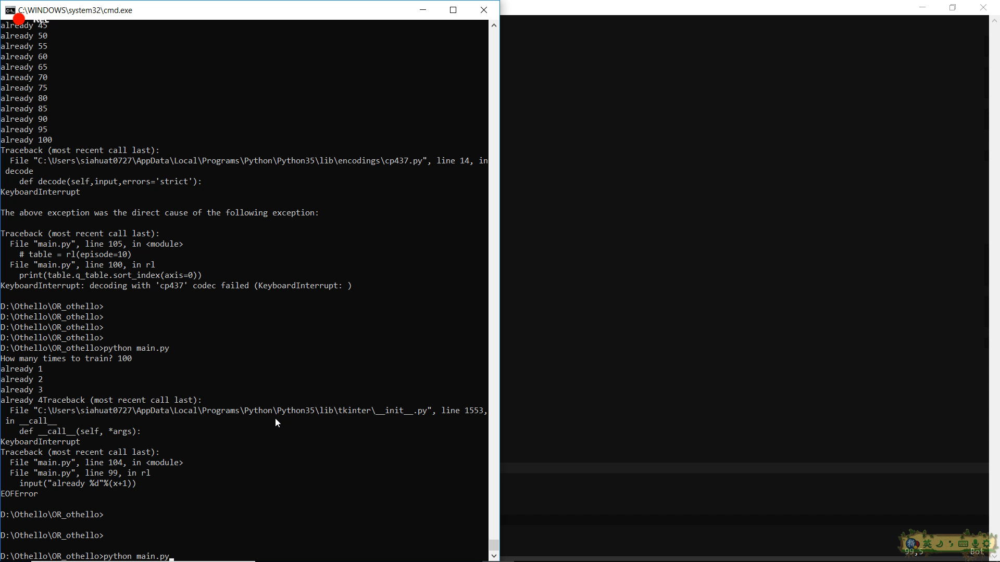 C:\WINDOWS\system32\cmd.exe
Rec
already 45
already 50
already 55
already 60
already 65
already 70
already 75
already 80
already 85
already 90
already 95
already 100
Traceback (most recent call last):
  File "C:\Users\siahuat0727\AppData\Local\Programs\Python\Python35\lib\encodings\cp437.py", line 14, in
 decode
    def decode(self,input,errors='strict'):
KeyboardInterrupt
The above exception was the direct cause of the following exception:
Traceback (most recent call last):
  File "main.py", line 105, in <module>
    # table = rl(episode=10)
  File "main.py", line 100, in rl
    print(table.q_table.sort_index(axis=0))
KeyboardInterrupt: decoding with 'cp437' codec failed (KeyboardInterrupt: )
D:\Othello\OR_othello>
D:\Othello\OR_othello>
D:\Othello\OR_othello>
D:\Othello\OR_othello>
D:\Othello\OR_othello>python main.py
How many times to train? 100
already 1
already 2
already 3
already 4Traceback (most recent call last):
  File "C:\Users\siahuat0727\AppData\Local\Programs\Python\Python35\lib\tkinter\__init__.py", line 1553,
 in __call__
    def __call__(self, *args):
KeyboardInterrupt
Traceback (most recent call last):
  File "main.py", line 104, in <module>
  File "main.py", line 99, in rl
    input("already %d"%(x+1))
EOFError
D:\Othello\OR_othello>
D:\Othello\OR_othello>
D:\Othello\OR_othello>python main.py
拼 英
99,5 Bot